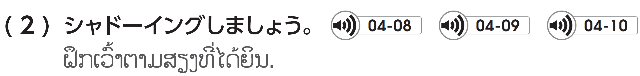 (2) シャドーイングしましょう。 04-08 04-09 04-10
ຝຶກເວົ້າຕາມສຽງທີ່ໄດ້ຍິນ.